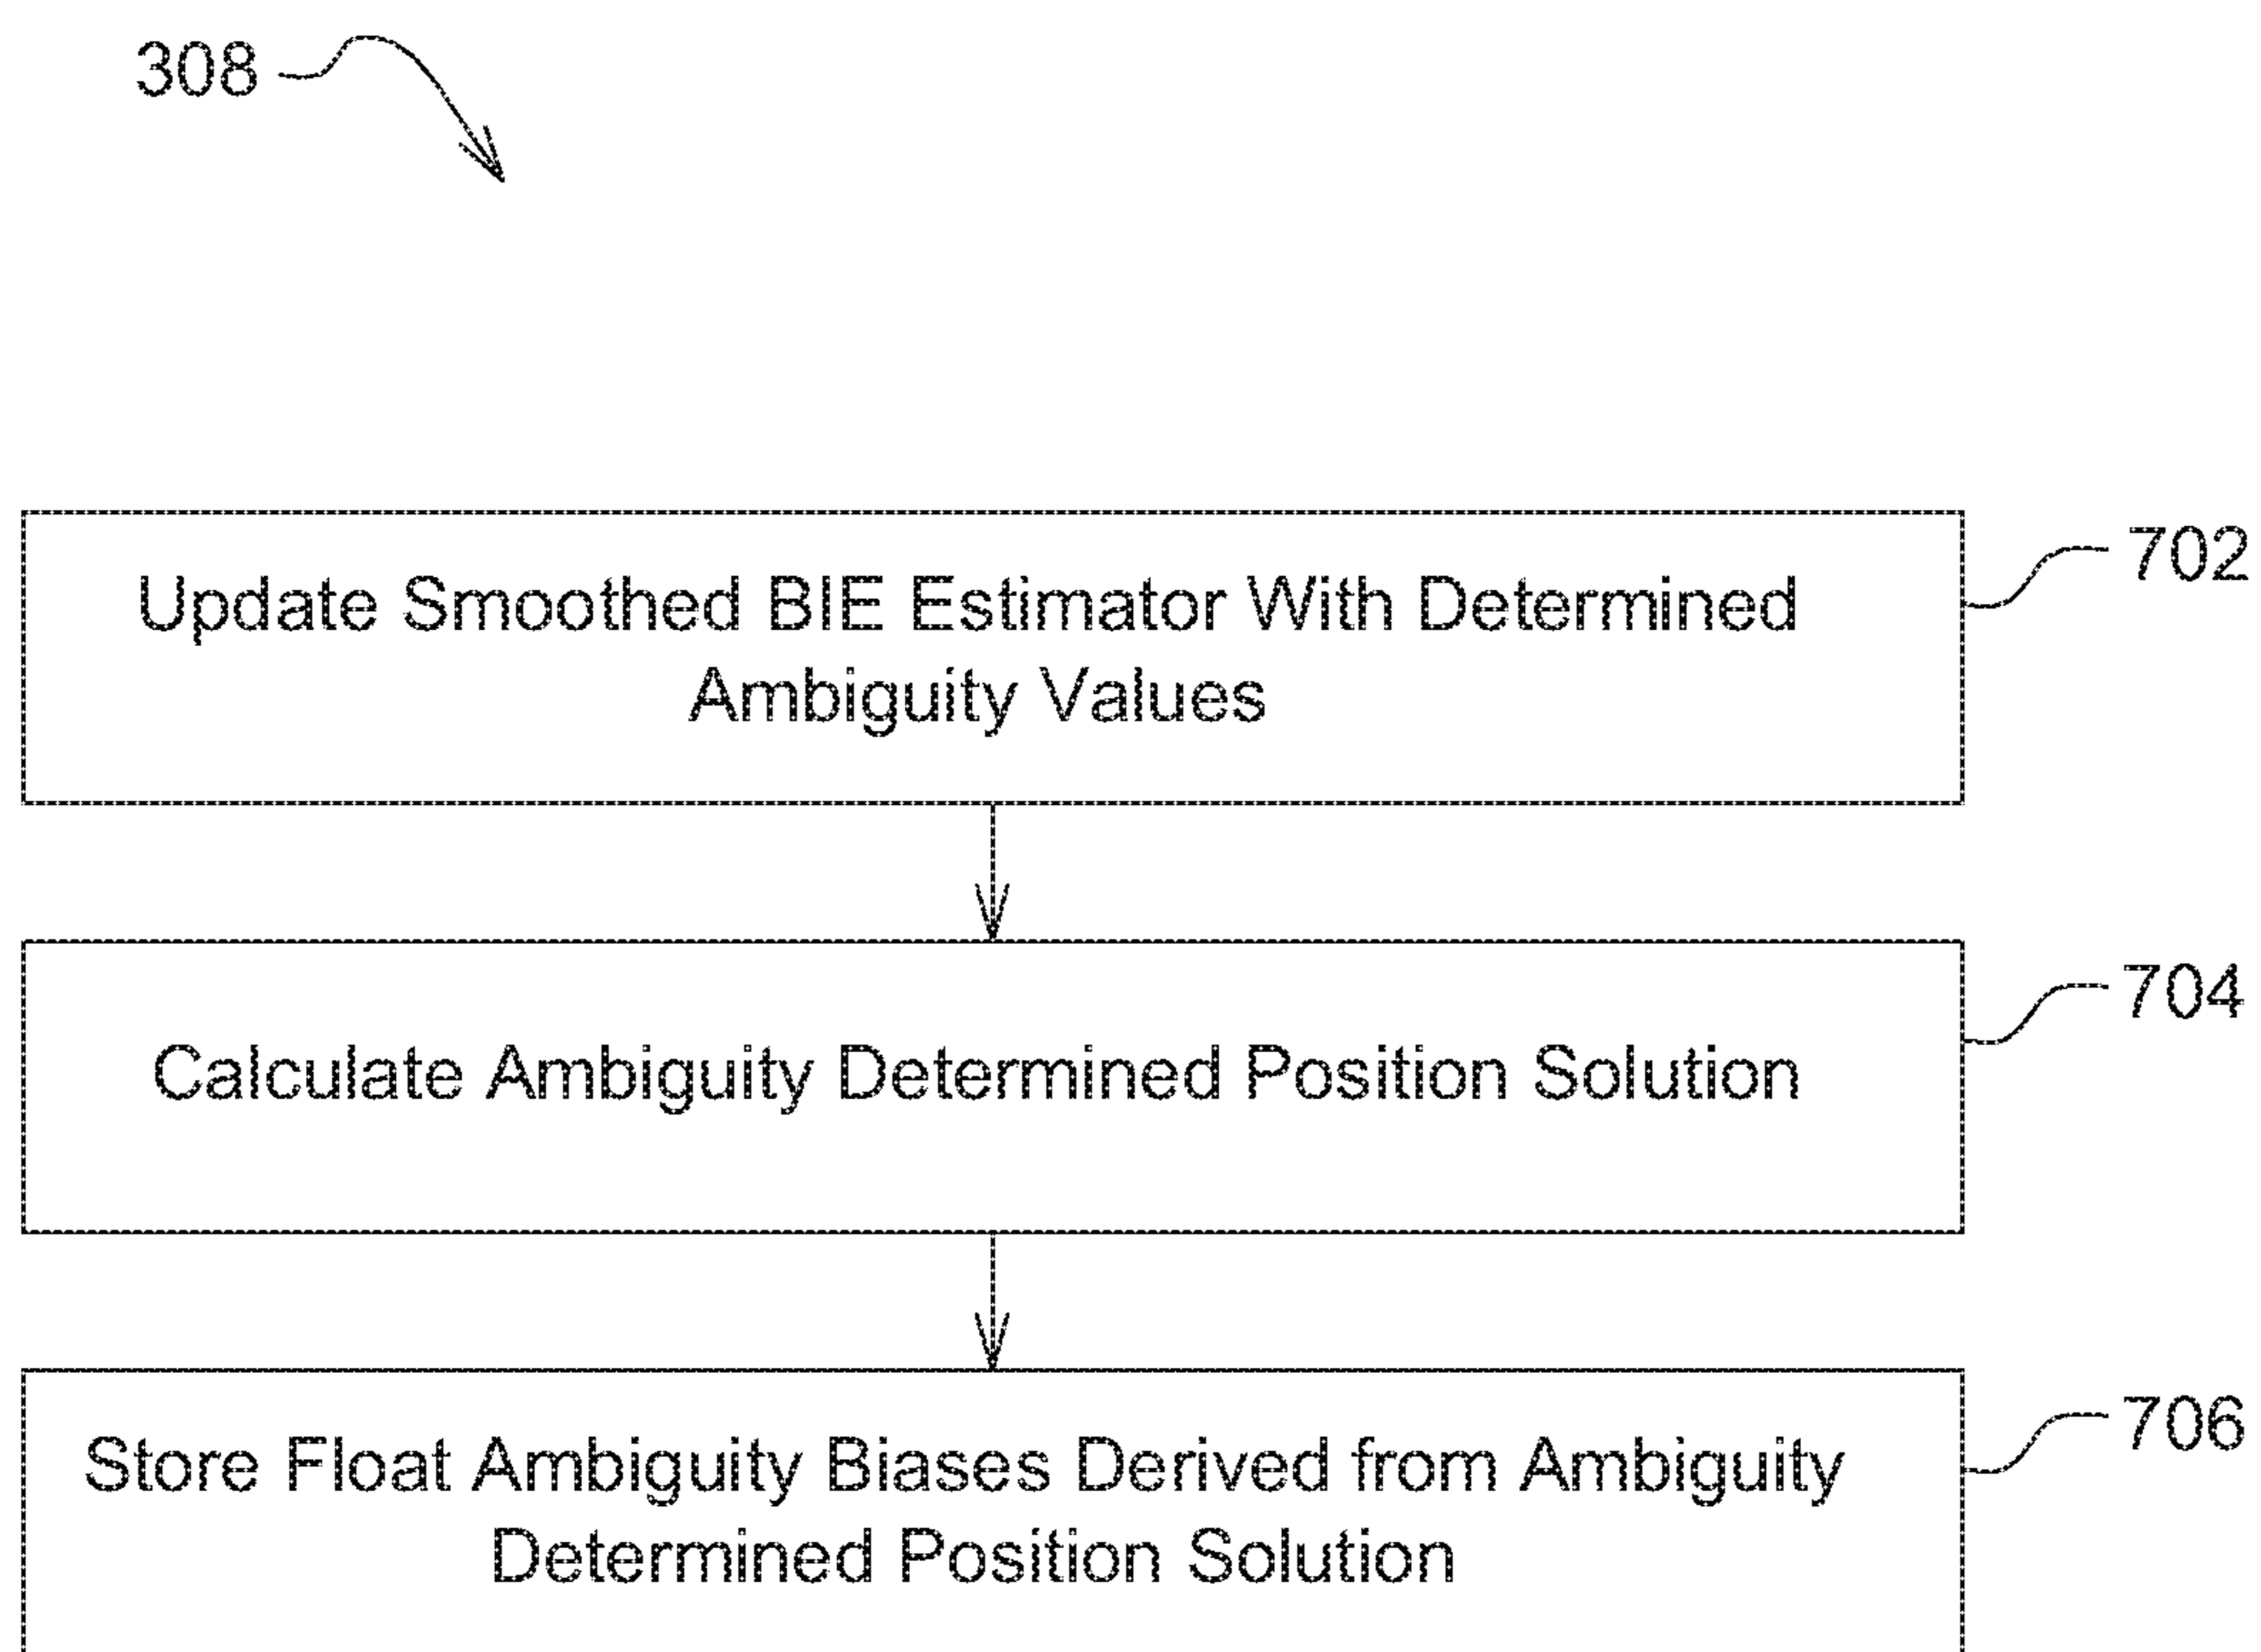 308
Update Smoothed BIE Estimator With Determined
Ambiguity Values
702
Calculate Ambiguity Determined Position Solution
704
Store Float Ambiguity Biases Derived from Ambiguity
Determined Position Solution
706